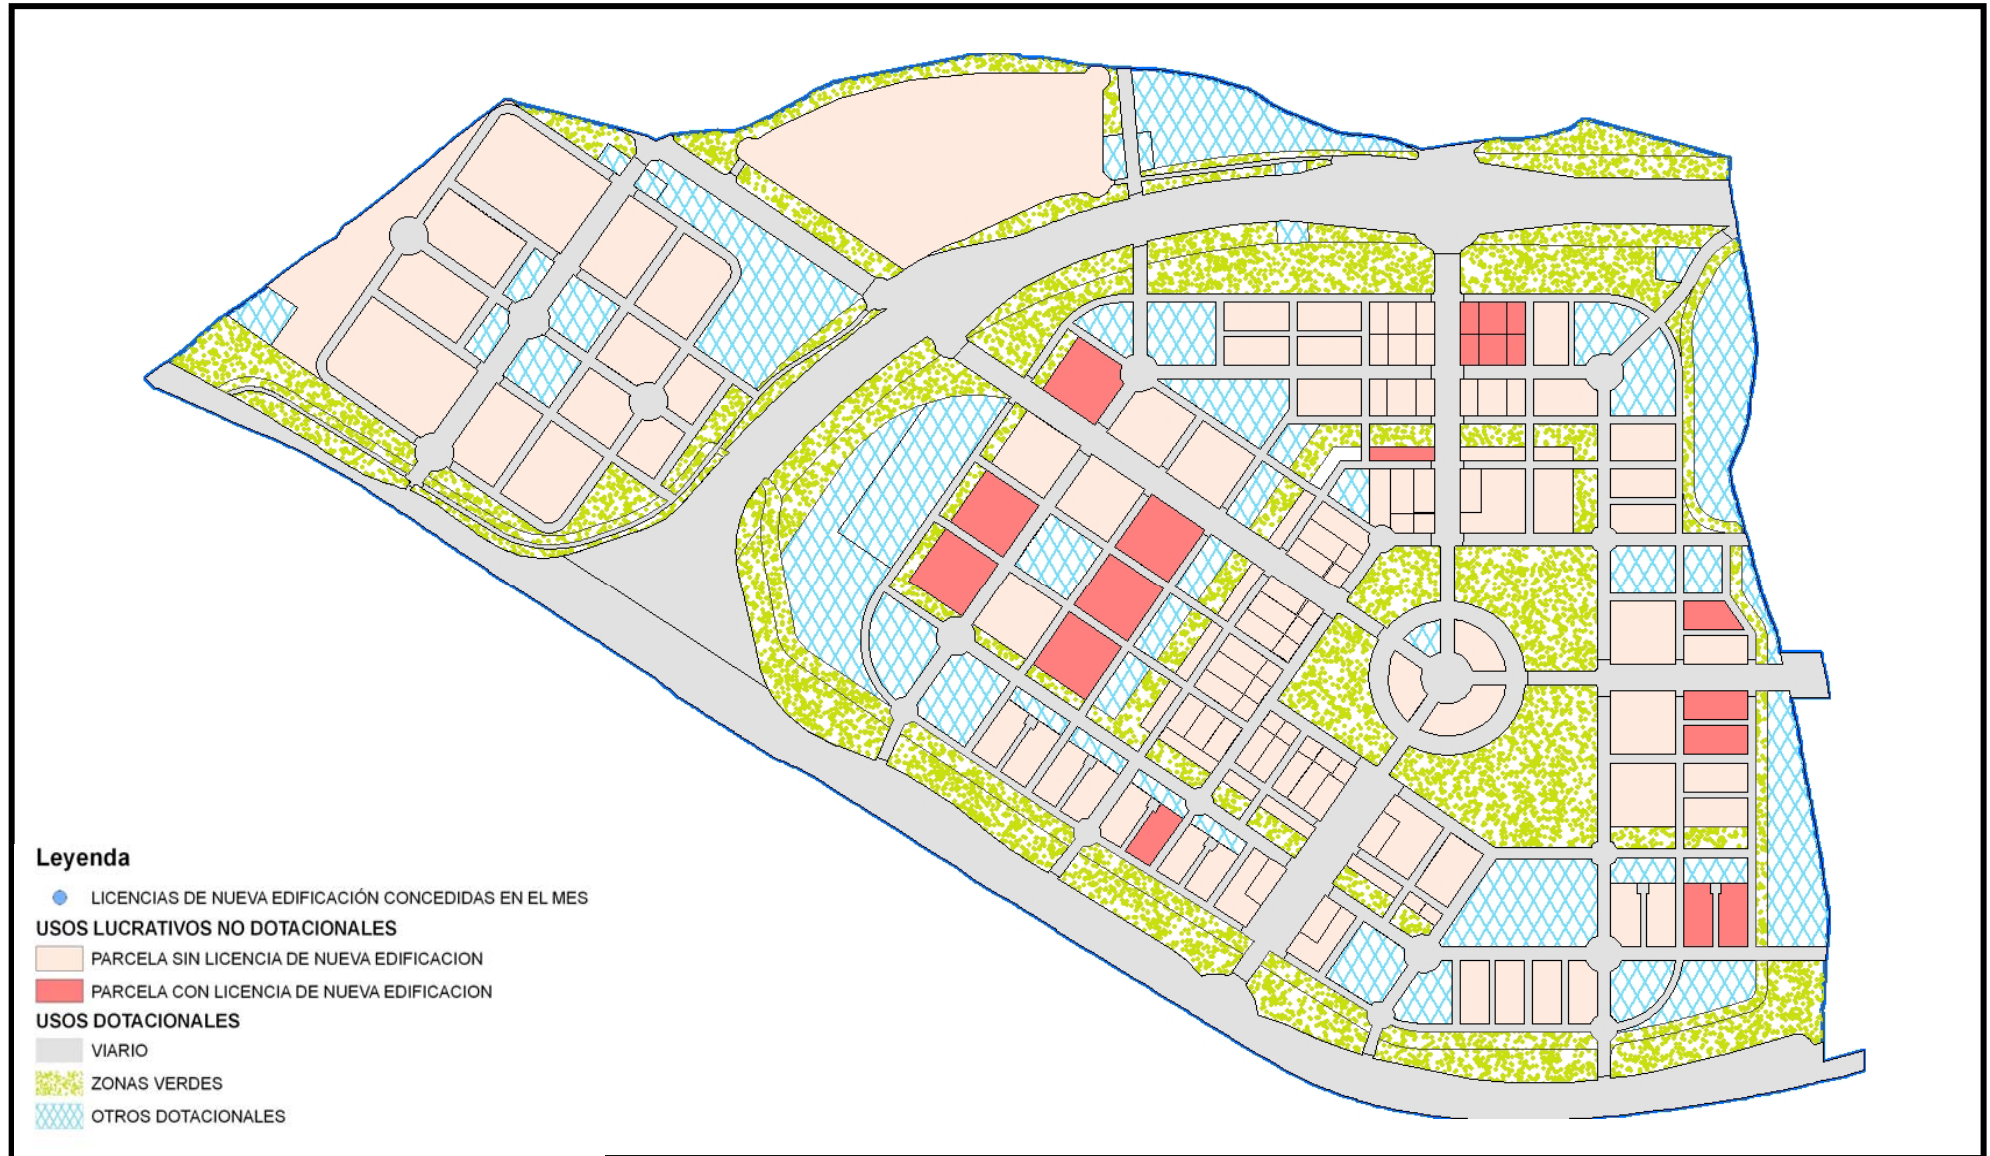 Leyenda
LICENCIAS DE NUEVA EDIFICACIÓN CONCEDIDAS EN EL MES
USOS LUCRATIVOS NO DOTACIONALES
PARCELA SIN LICENCIA DE NUEVA EDIFICACION
PARCELA CON LICENCIA DE NUEVA EDIFICACION
USOS DOTACIONALES
VIARIO
ZONAS VERDES
OTROS DOTACIONALES